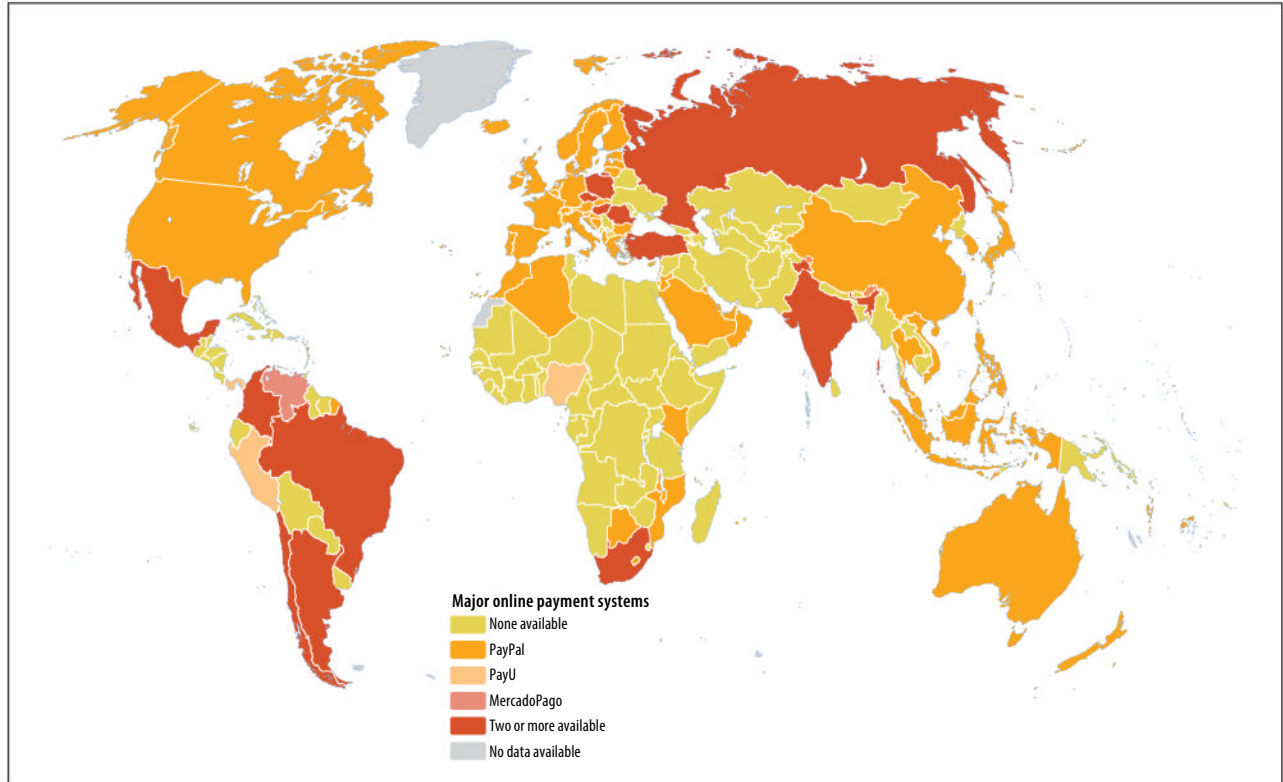 Major online payment systems
None available
PayPal
PayU
MercadoPago
Two or more available
No data available